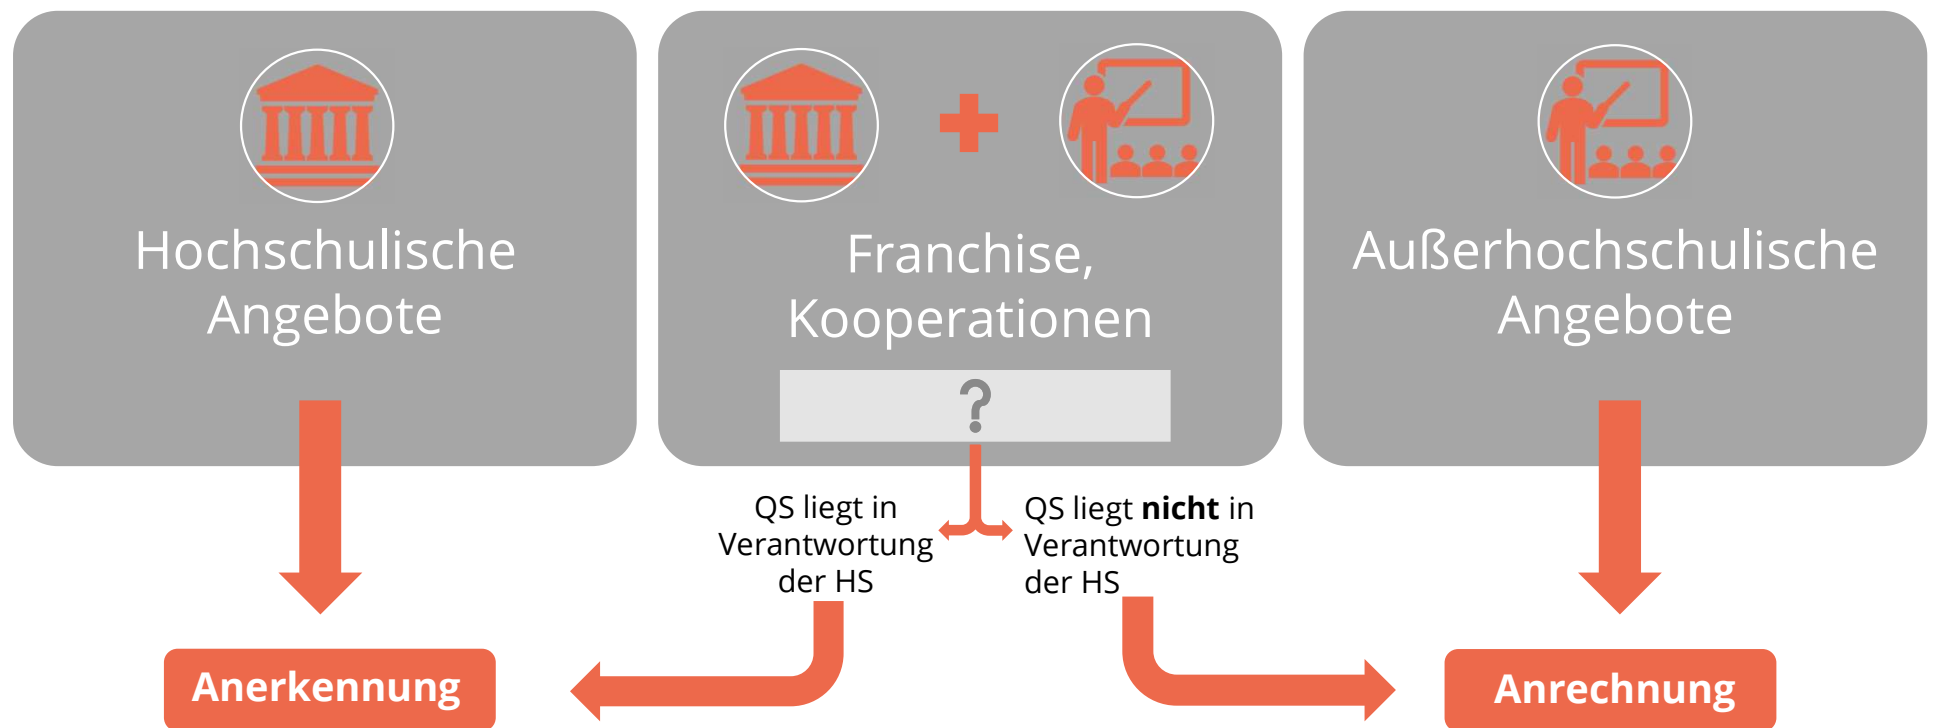 Hochschulische
Angebote
Franchise,
Kooperationen
?
Außerhochschulische
Angebote
QS liegt in
Verantwortung
der HS
QS liegt nicht in
Verantwortung
der HS
Anerkennung
Anrechnung